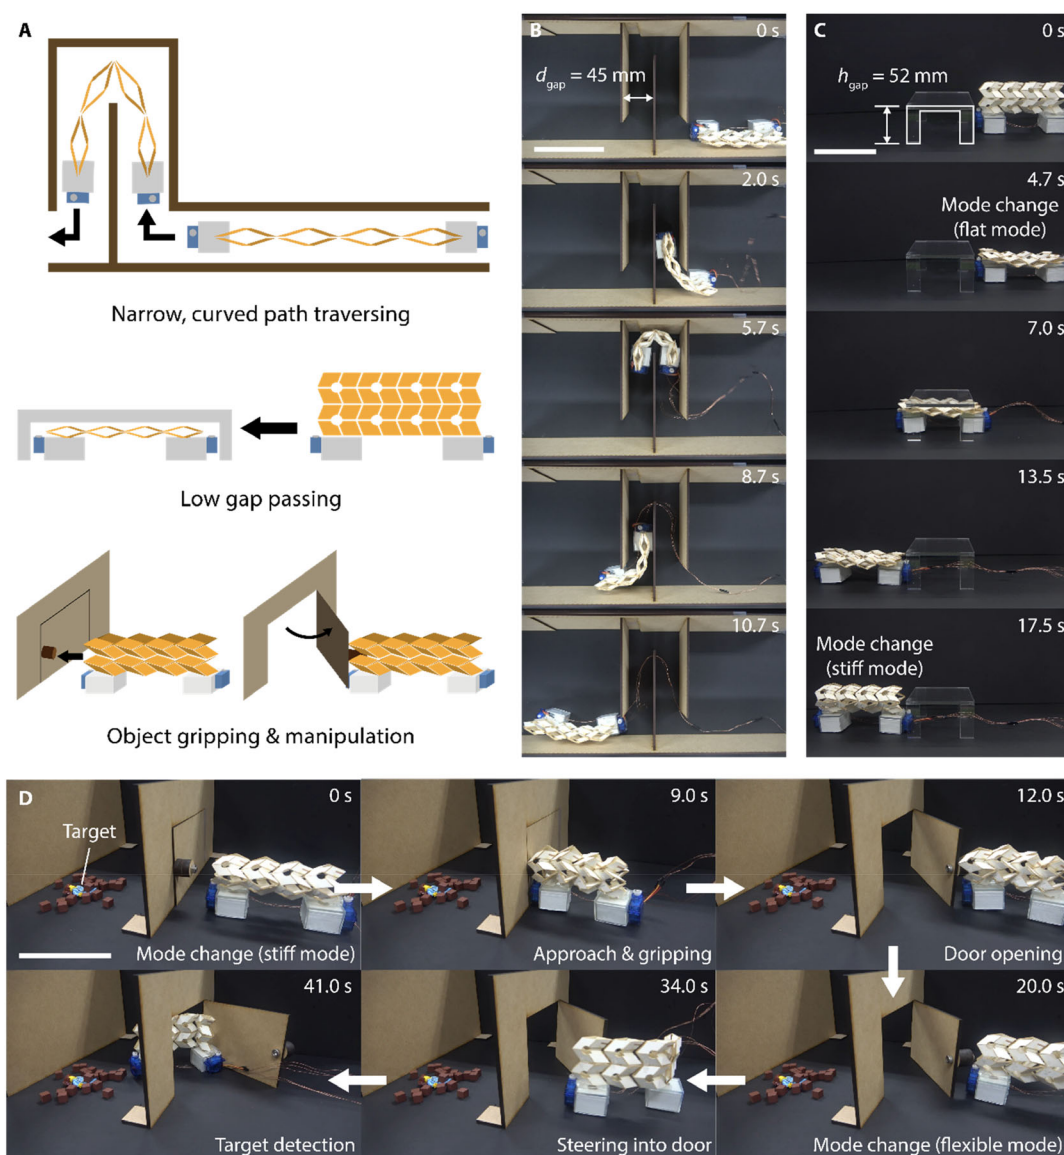 A
Narrow, curved path traversing
Low gap passing
Object gripping & manipulation
B
0 s
dgap = 45 mm
2.0 s
5.7 s
8.7 s
10.7 s
C
0 s
hgap = 52 mm
4.7 s
Mode change
(flat mode)
7.0 s
13.5 s
17.5 s
Mode change
(stiff mode)
D
0 s
Target
Mode change (stiff mode)
9.0 s
Approach & gripping
12.0 s
Door opening
41.0 s
Target detection
34.0 s
Steering into door
20.0 s
Mode change (flexible mode)